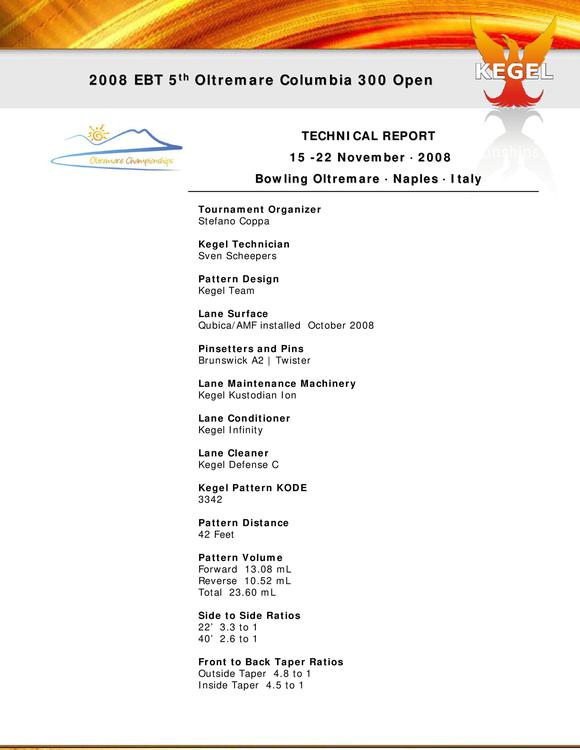 2008 EBT 5th Oltremare Columbia 300 Open
KEGEL
Oltremare Championships
TECHNICAL REPORT
15 -22 November · 2008
Bowling Oltremare · Naples · Italy
Tournament Organizer
Stefano Coppa
Kegel Technician
Sven Scheepers
Pattern Design
Kegel Team
Lane Surface
Qubica/AMF installed October 2008
Pinsetters and Pins
Brunswick A2 | Twister
Lane Maintenance Machinery
Kegel Kustodian Ion
Lane Conditioner
Kegel Infinity
Lane Cleaner
Kegel Defense C
Kegel Pattern KODE
3342
Pattern Distance
42 Feet
Pattern Volume
Forward 13.08 mL
Reverse 10.52 mL
Total 23.60 mL
Side to Side Ratios
22' 3.3 to 1
40' 2.6 to 1
Front to Back Taper Ratios
Outside Taper 4.8 to 1
Inside Taper 4.5 to 1